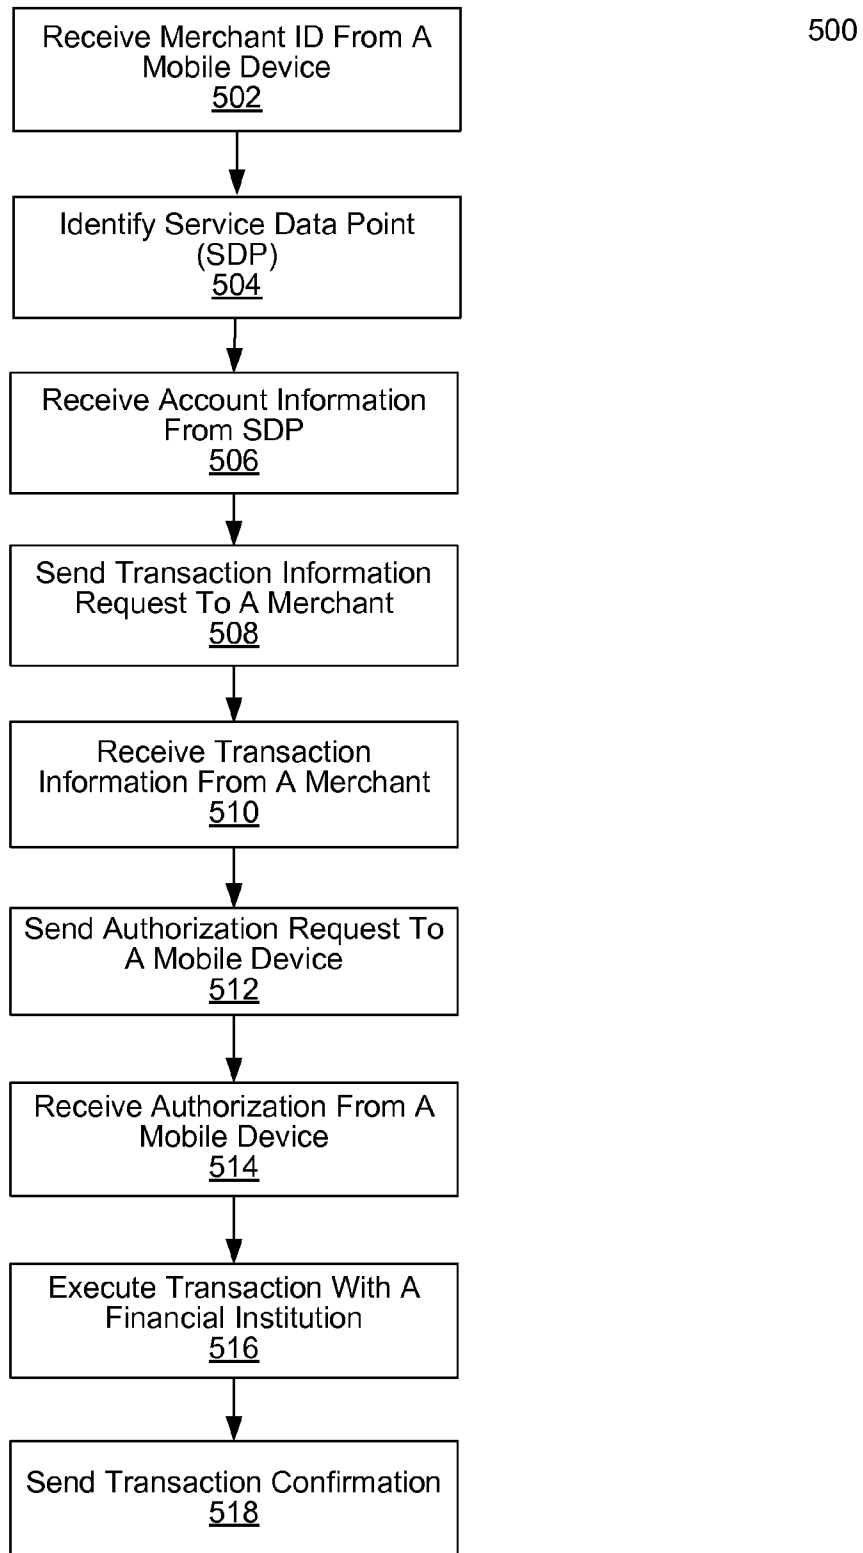 500
Receive Merchant ID From A
Mobile Device
502
Identify Service Data Point
(SDP)
504
Receive Account Information
From SDP
506
Send Transaction Information
Request To A Merchant
508
Receive Transaction
Information From A Merchant
510
Send Authorization Request To
A Mobile Device
512
Receive Authorization From A
Mobile Device
514
Execute Transaction With A
Financial Institution
516
Send Transaction Confirmation
518